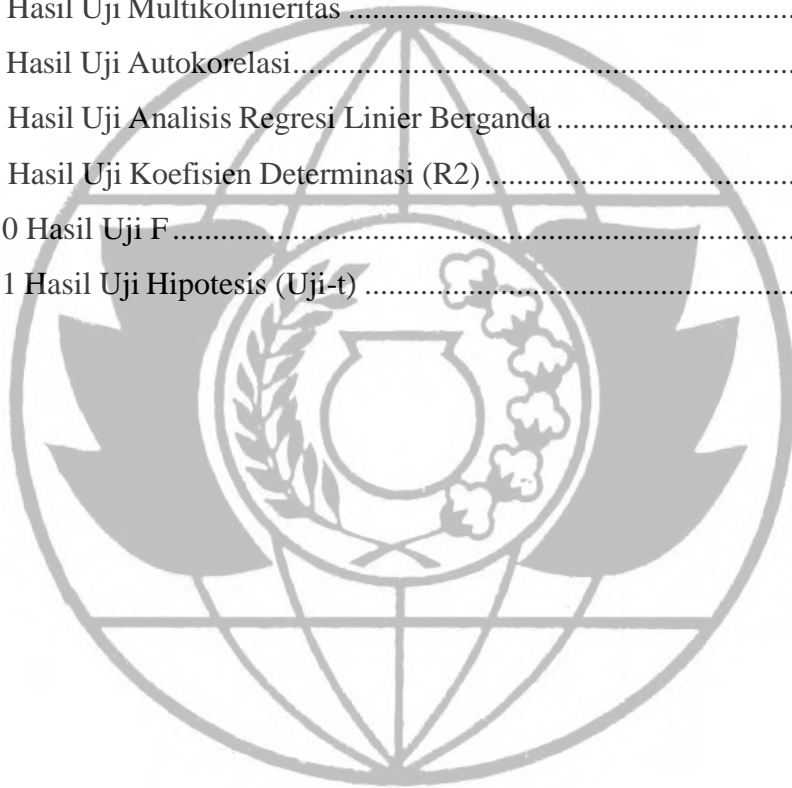 Hasil Uji Multikolinieritas ....................................................................
Hasil Uji Autokorelasi.............................................................................
Hasil Uji Analisis Regresi Linier Berganda ....................................
Hasil Uji Koefisien Determinasi (R2)...............................................
0 Hasil Uji F..............................................................................................
1 Hasil Uji Hipotesis (Uji-t) .................................................................